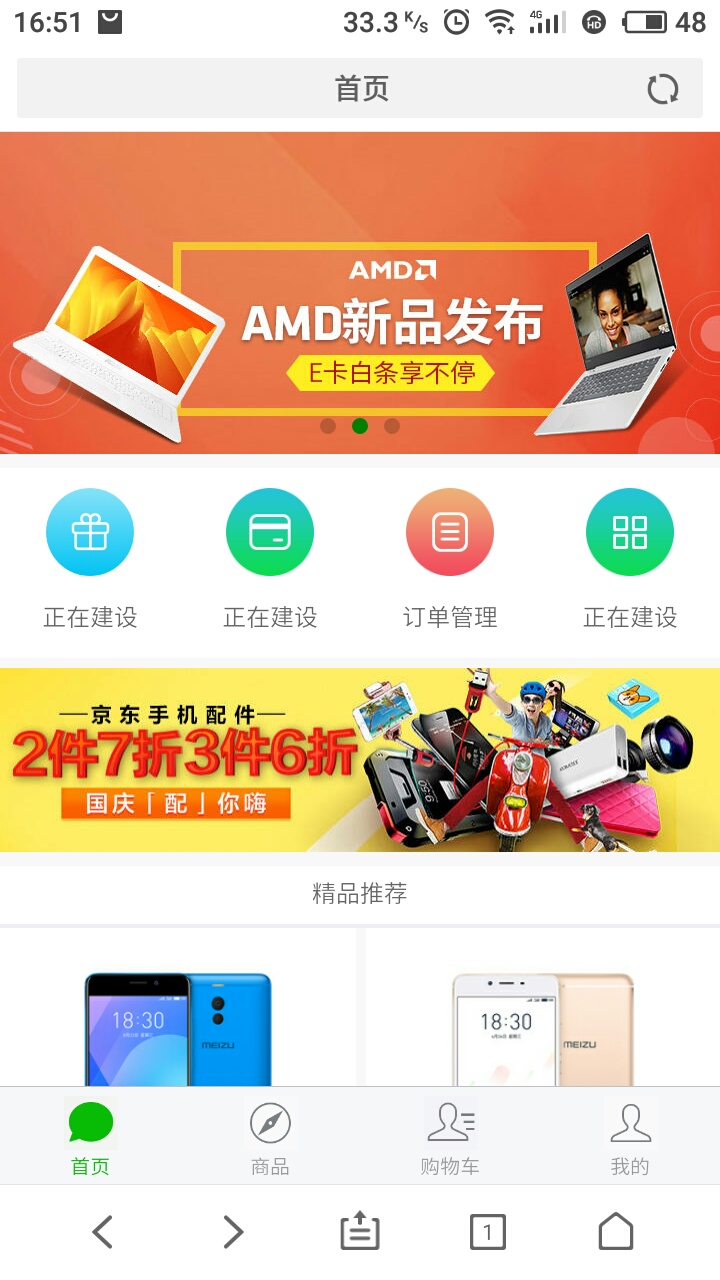 16:51
33.3 K/s
4G
HD
48
首页
AMD
AMD新品发布
E卡白条享不停
正在建设
正在建设
订单管理
正在建设
京东手机配件
2件7折3件6折
国庆「配」你嗨
精品推荐
18:30
MEIZU
18:30
MEIZU
首页
商品
购物车
我的
1